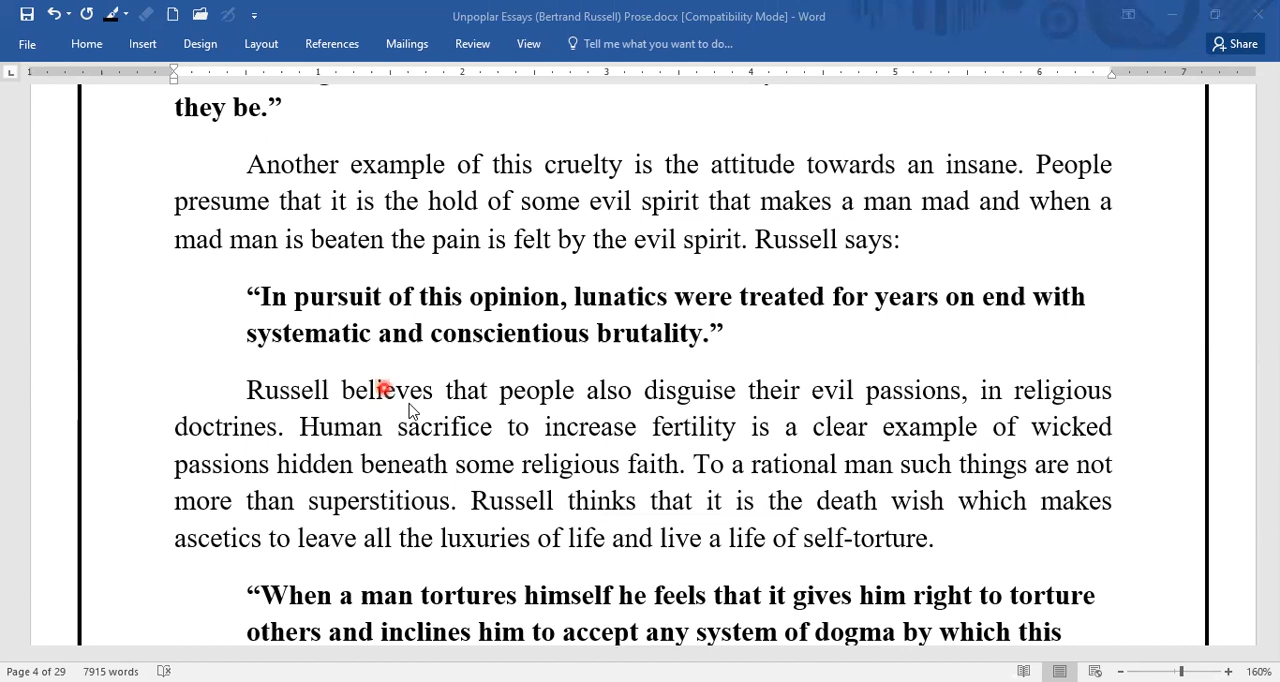 Unpoplar Essays (Bertrand Russell) Prose.docx [Compatibility Mode] - Word
File Home Insert Design Layout References Mailings Review View Tell me what you want to do... Share
1 1 2 3 4 5 6 7
they be.”
Another example of this cruelty is the attitude towards an insane. People
presume that it is the hold of some evil spirit that makes a man mad and when a
mad man is beaten the pain is felt by the evil spirit. Russell says:
“In pursuit of this opinion, lunatics were treated for years on end with
systematic and conscientious brutality.”
Russell believes that people also disguise their evil passions, in religious
doctrines. Human sacrifice to increase fertility is a clear example of wicked
passions hidden beneath some religious faith. To a rational man such things are not
more than superstitious. Russell thinks that it is the death wish which makes
ascetics to leave all the luxuries of life and live a life of self-torture.
“When a man tortures himself he feels that it gives him right to torture
others and inclines him to accept any system of dogma by which this
Page 4 of 29 7915 words 160%